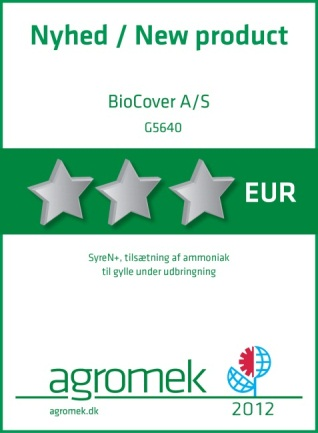 Nyhed / New product
BioCover A/S
G5640
EUR
SyreN+, tilsætning af ammoniak
til gylle under udbringning
agromek
agromek.dk
2012